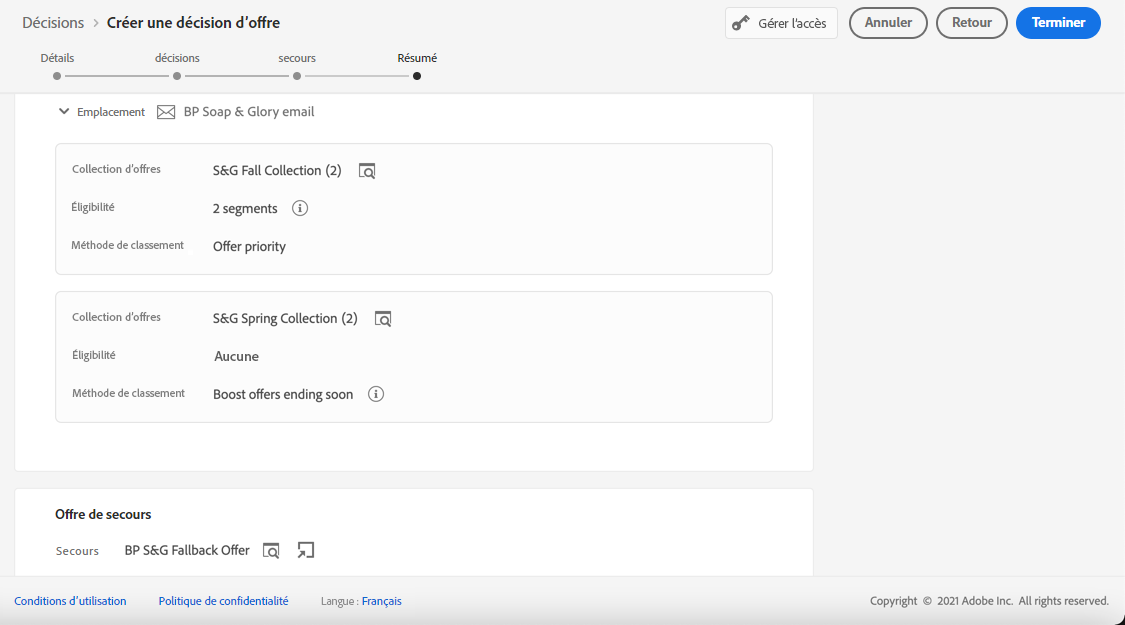 Décisions > Créer une décision d'offre
Gérer l'accès
Annuler
Retour
Terminer
Détails
décisions
secours
Résumé
Emplacement BP Soap & Glory email
Collection d'offres S&G Fall Collection (2)
Éligibilité 2 segments
Méthode de classement Offer priority
Collection d'offres S&G Spring Collection (2)
Éligibilité Aucune
Méthode de classement Boost offers ending soon
Offre de secours
Secours BP S&G Fallback Offer
Conditions d'utilisation Politique de confidentialité Langue : Français Copyright © 2021 Adobe Inc. All rights reserved.